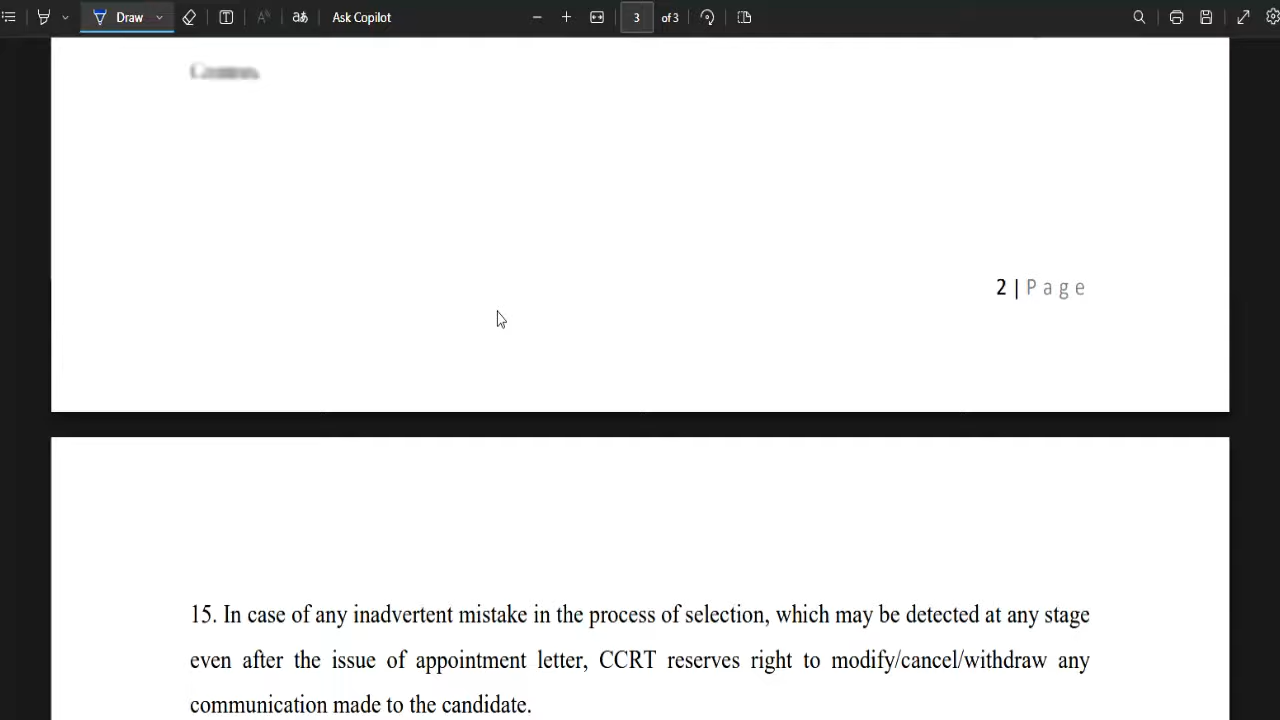 Draw
Ask Copilot
3 of 3
2 | Page
15. In case of any inadvertent mistake in the process of selection, which may be detected at any stage
even after the issue of appointment letter, CCRT reserves right to modify/cancel/withdraw any
communication made to the candidate.